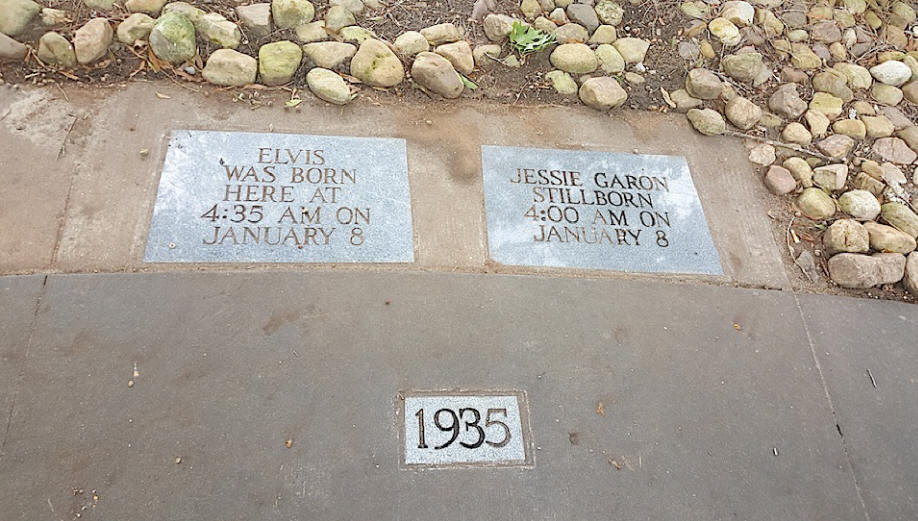 ELVIS
WAS BORN
HERE AT
4:35 AM ON
JANUARY 8
JESSIE GARON
STILLBORN
4:00 AM ON
JANUARY 8
1935